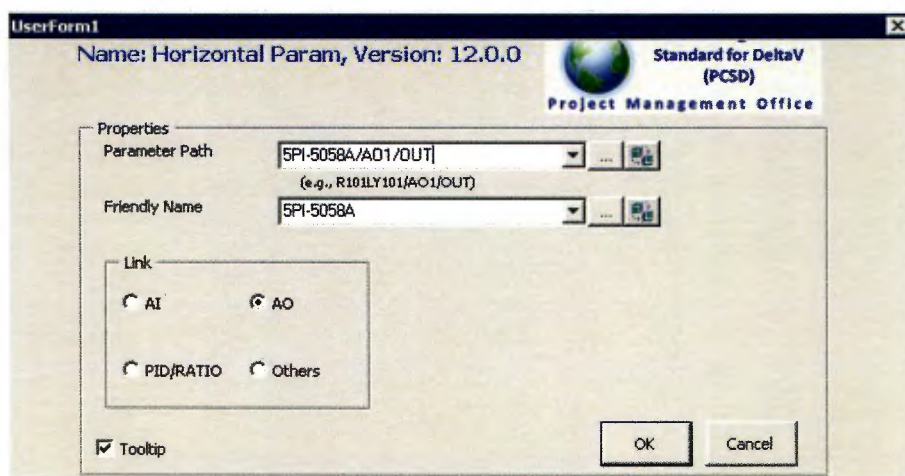 UserForm1
Name: Horizontal Param, Version: 12.0.0
Standard for DeltaV
(PCSD)
Project Management Office
Properties
Parameter Path
5PI-5058A/AO1/OUT
...
(e.g., R101LY101/AO1/OUT)
Friendly Name
5PI-5058A
...
Link
AI
AO
PID/RATIO
Others
Tooltip
OK
Cancel